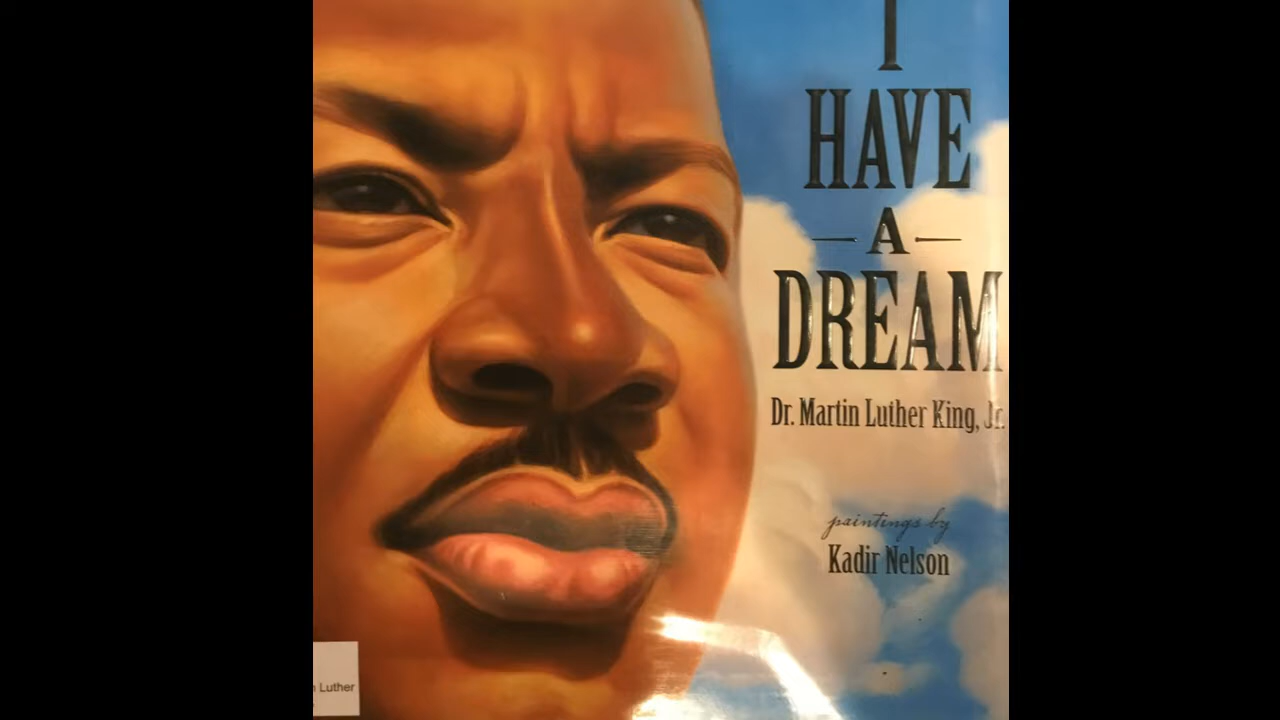 I
HAVE
A
DREAM
Dr. Martin Luther King, Jr.
paintings by
Kadir Nelson
Luther